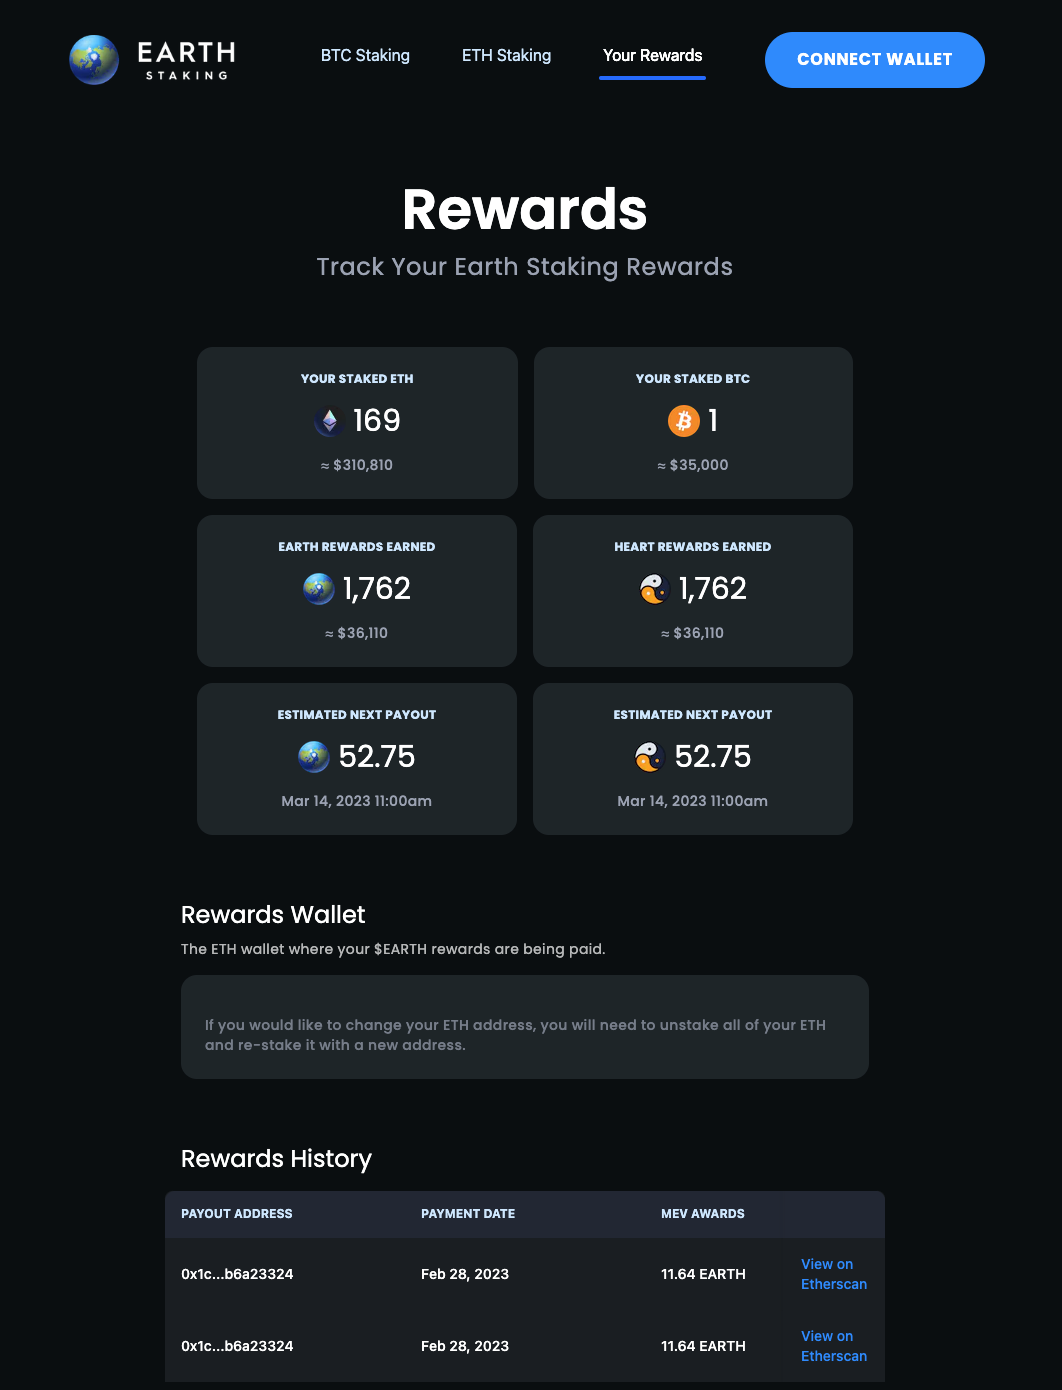 EARTH
STAKING
BTC Staking
ETH Staking
Your Rewards
CONNECT WALLET
Rewards
Track Your Earth Staking Rewards
YOUR STAKED ETH
169
≈ $310,810
YOUR STAKED BTC
1
≈ $35,000
EARTH REWARDS EARNED
1,762
≈ $36,110
HEART REWARDS EARNED
1,762
≈ $36,110
ESTIMATED NEXT PAYOUT
52.75
Mar 14, 2023 11:00am
ESTIMATED NEXT PAYOUT
52.75
Mar 14, 2023 11:00am
Rewards Wallet
The ETH wallet where your $EARTH rewards are being paid.
If you would like to change your ETH address, you will need to unstake all of your ETH
and re-stake it with a new address.
Rewards History
PAYOUT ADDRESS PAYMENT DATE MEV AWARDS
0x1c...b6a23324 Feb 28, 2023 11.64 EARTH View on
Etherscan
0x1c...b6a23324 Feb 28, 2023 11.64 EARTH View on
Etherscan